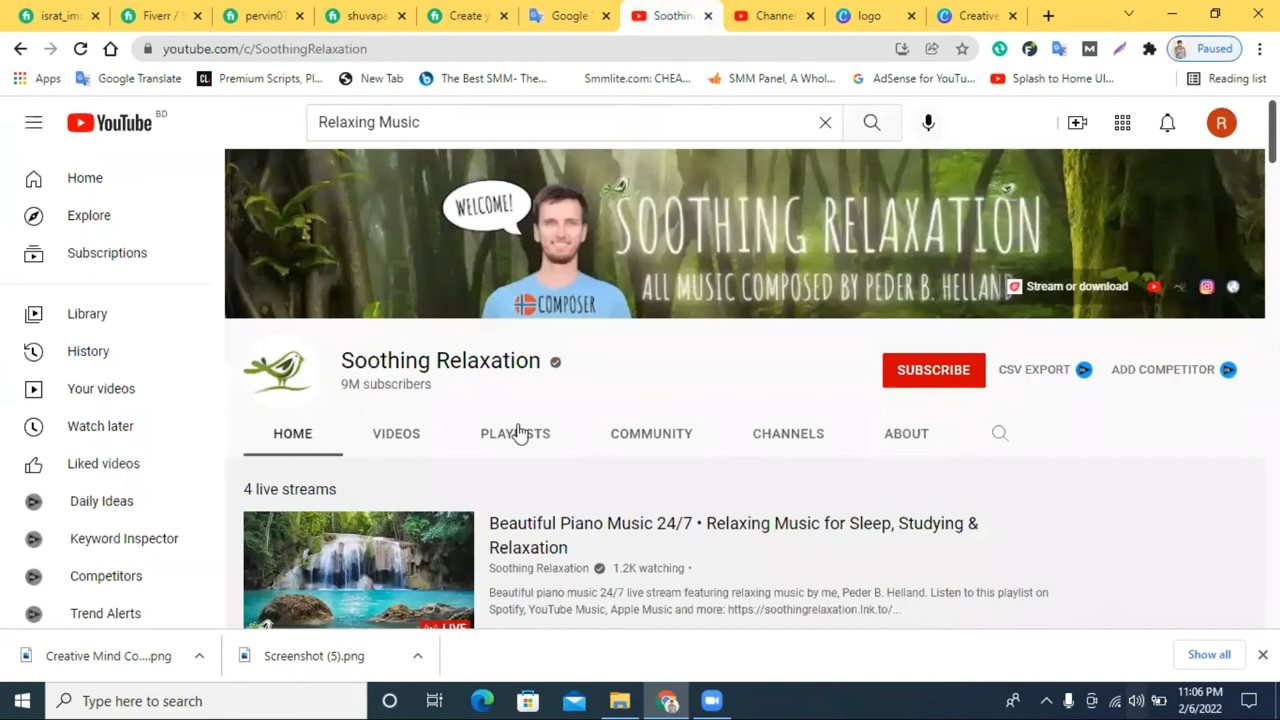 israt_imc
Fiverr /
pervin07
shuvapa
Create y
Google T
Soothin
Channel
logo
Creative
youtube.com/c/SoothingRelaxation
Paused
Apps
Google Translate
Premium Scripts, Pl...
New Tab
The Best SMM- The...
Smmlite.com: CHEA...
SMM Panel, A Whol...
AdSense for YouTu...
Splash to Home UI...
Reading list
YouTube BD
Relaxing Music
R
Home
Explore
Subscriptions
Library
History
Your videos
Watch later
Liked videos
Daily Ideas
Keyword Inspector
Competitors
Trend Alerts
WELCOME!
COMPOSER
SOOTHING RELAXATION
ALL MUSIC COMPOSED BY PEDER B. HELLAND
Stream or download
Soothing Relaxation
9M subscribers
SUBSCRIBE
CSV EXPORT
ADD COMPETITOR
HOME
VIDEOS
PLAYLISTS
COMMUNITY
CHANNELS
ABOUT
4 live streams
LIVE
Beautiful Piano Music 24/7 • Relaxing Music for Sleep, Studying &
Relaxation
Soothing Relaxation 1.2K watching •
Beautiful piano music 24/7 live stream featuring relaxing music by me, Peder B. Helland. Listen to this playlist on
Spotify, YouTube Music, Apple Music and more: https://soothingrelaxation.lnk.to/...
Creative Mind Co....png
Screenshot (5).png
Show all
Type here to search
11:06 PM
2/6/2022